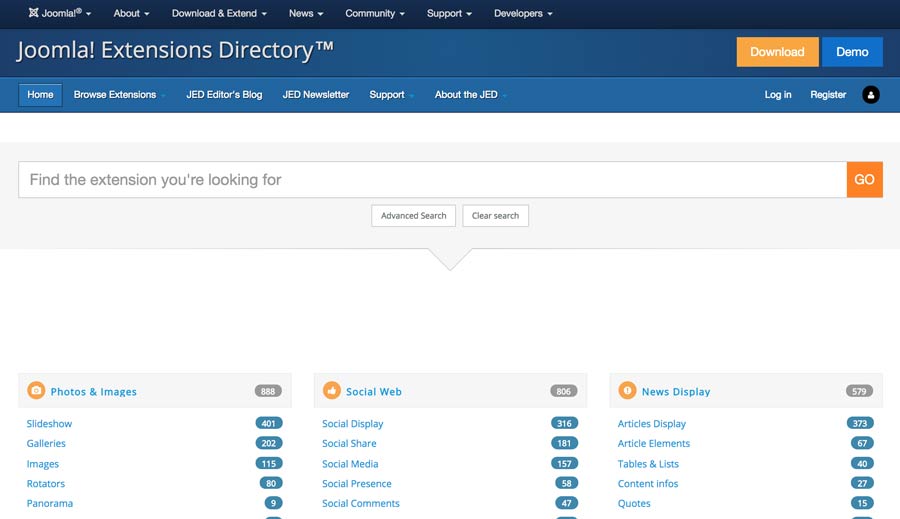 Joomla!® About Download & Extend News Community Support Developers
Joomla! Extensions Directory™
Download Demo
Home Browse Extensions JED Editor's Blog JED Newsletter Support About the JED Log in Register
Find the extension you're looking for GO
Advanced Search Clear search
Photos & Images 888
Slideshow 401
Galleries 202
Images 115
Rotators 80
Panorama 9
Social Web 806
Social Display 316
Social Share 181
Social Media 157
Social Presence 58
Social Comments 47
News Display 579
Articles Display 373
Article Elements 67
Tables & Lists 40
Content infos 27
Quotes 15